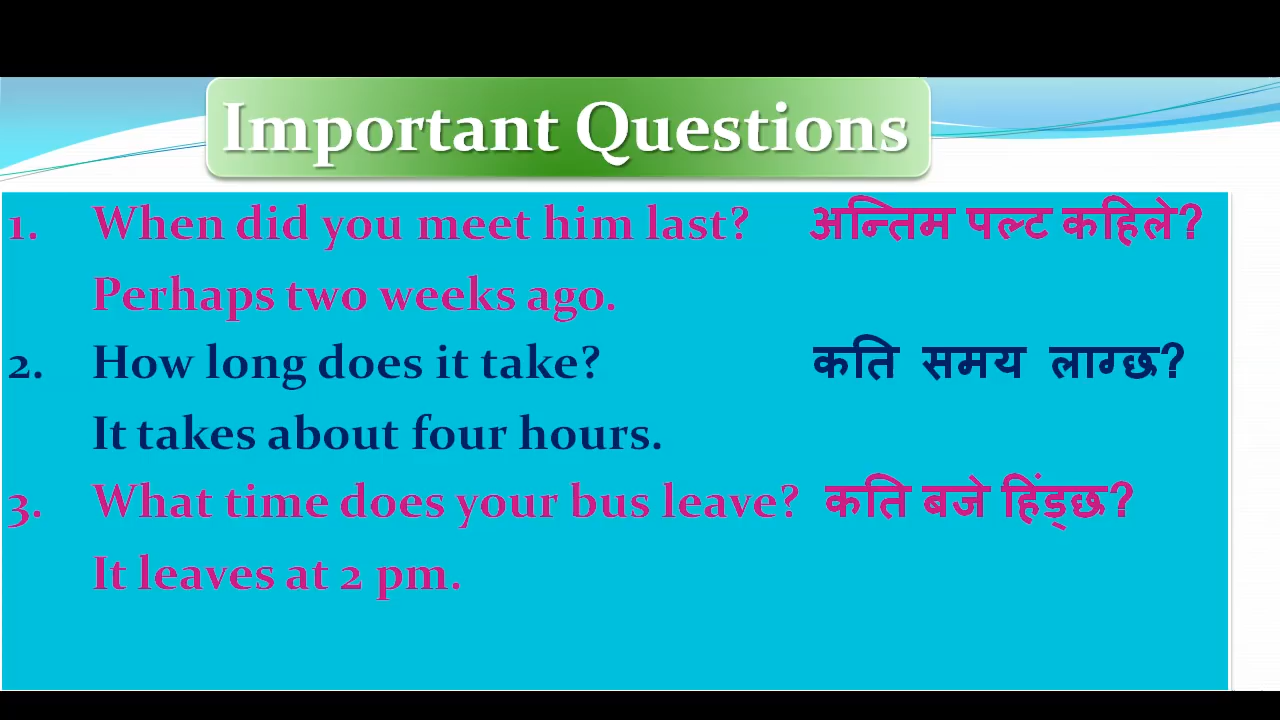 Important Questions
1. When did you meet him last? अन्तिम पल्ट कहिले?
Perhaps two weeks ago.
2. How long does it take? कति समय लाग्छ?
It takes about four hours.
3. What time does your bus leave? कति बजे हिंड्छ?
It leaves at 2 pm.